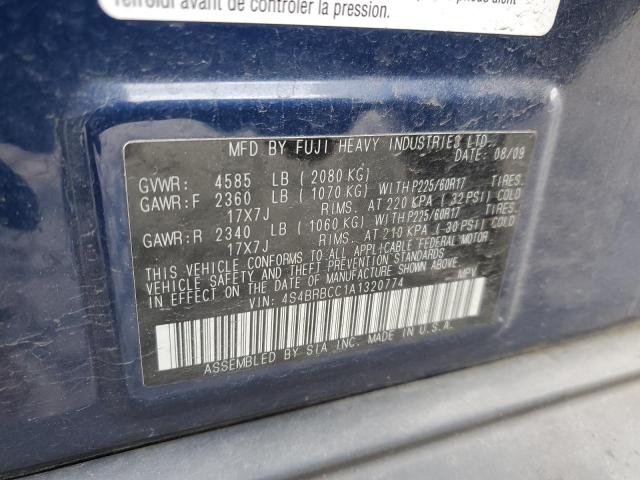 refroidi avant de contrôler la pression.
MFD BY FUJI HEAVY INDUSTRIES LTD.
DATE: 08/09
GVWR: 4585 LB ( 2080 KG)
GAWR:F 2360 LB ( 1070 KG) WITH P225/60R17 TIRES,
17X7J RIMS, AT 220 KPA ( 32 PSI) COLD
GAWR:R 2340 LB ( 1060 KG) WITH P225/60R17 TIRES,
17X7J RIMS, AT 210 KPA ( 30 PSI) COLD
THIS VEHICLE CONFORMS TO ALL APPLICABLE FEDERAL MOTOR
VEHICLE SAFETY AND THEFT PREVENTION STANDARDS
IN EFFECT ON THE DATE OF MANUFACTURE SHOWN ABOVE.
VIN: 4S4BRBCC1A1320774 MPV
ASSEMBLED BY SIA INC. MADE IN U.S.A.